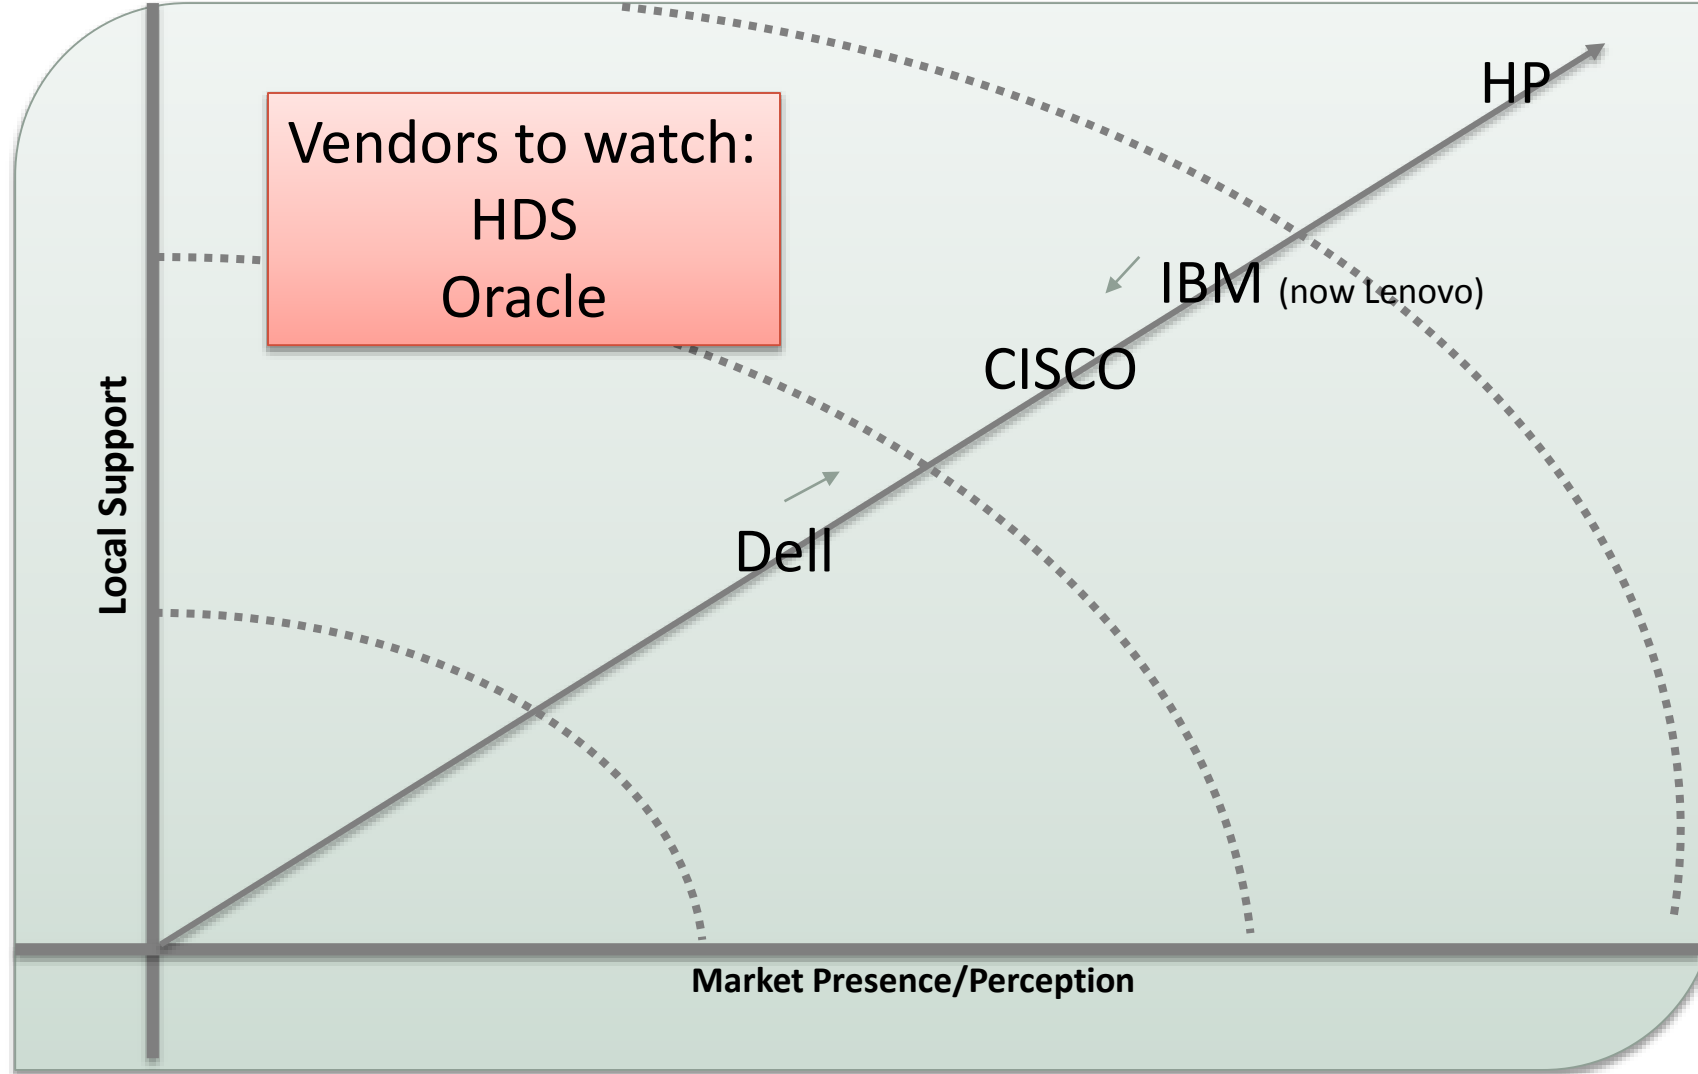 HP
Vendors to watch:
HDS
Oracle
IBM (now Lenovo)
CISCO
Dell
Local Support
Market Presence/Perception